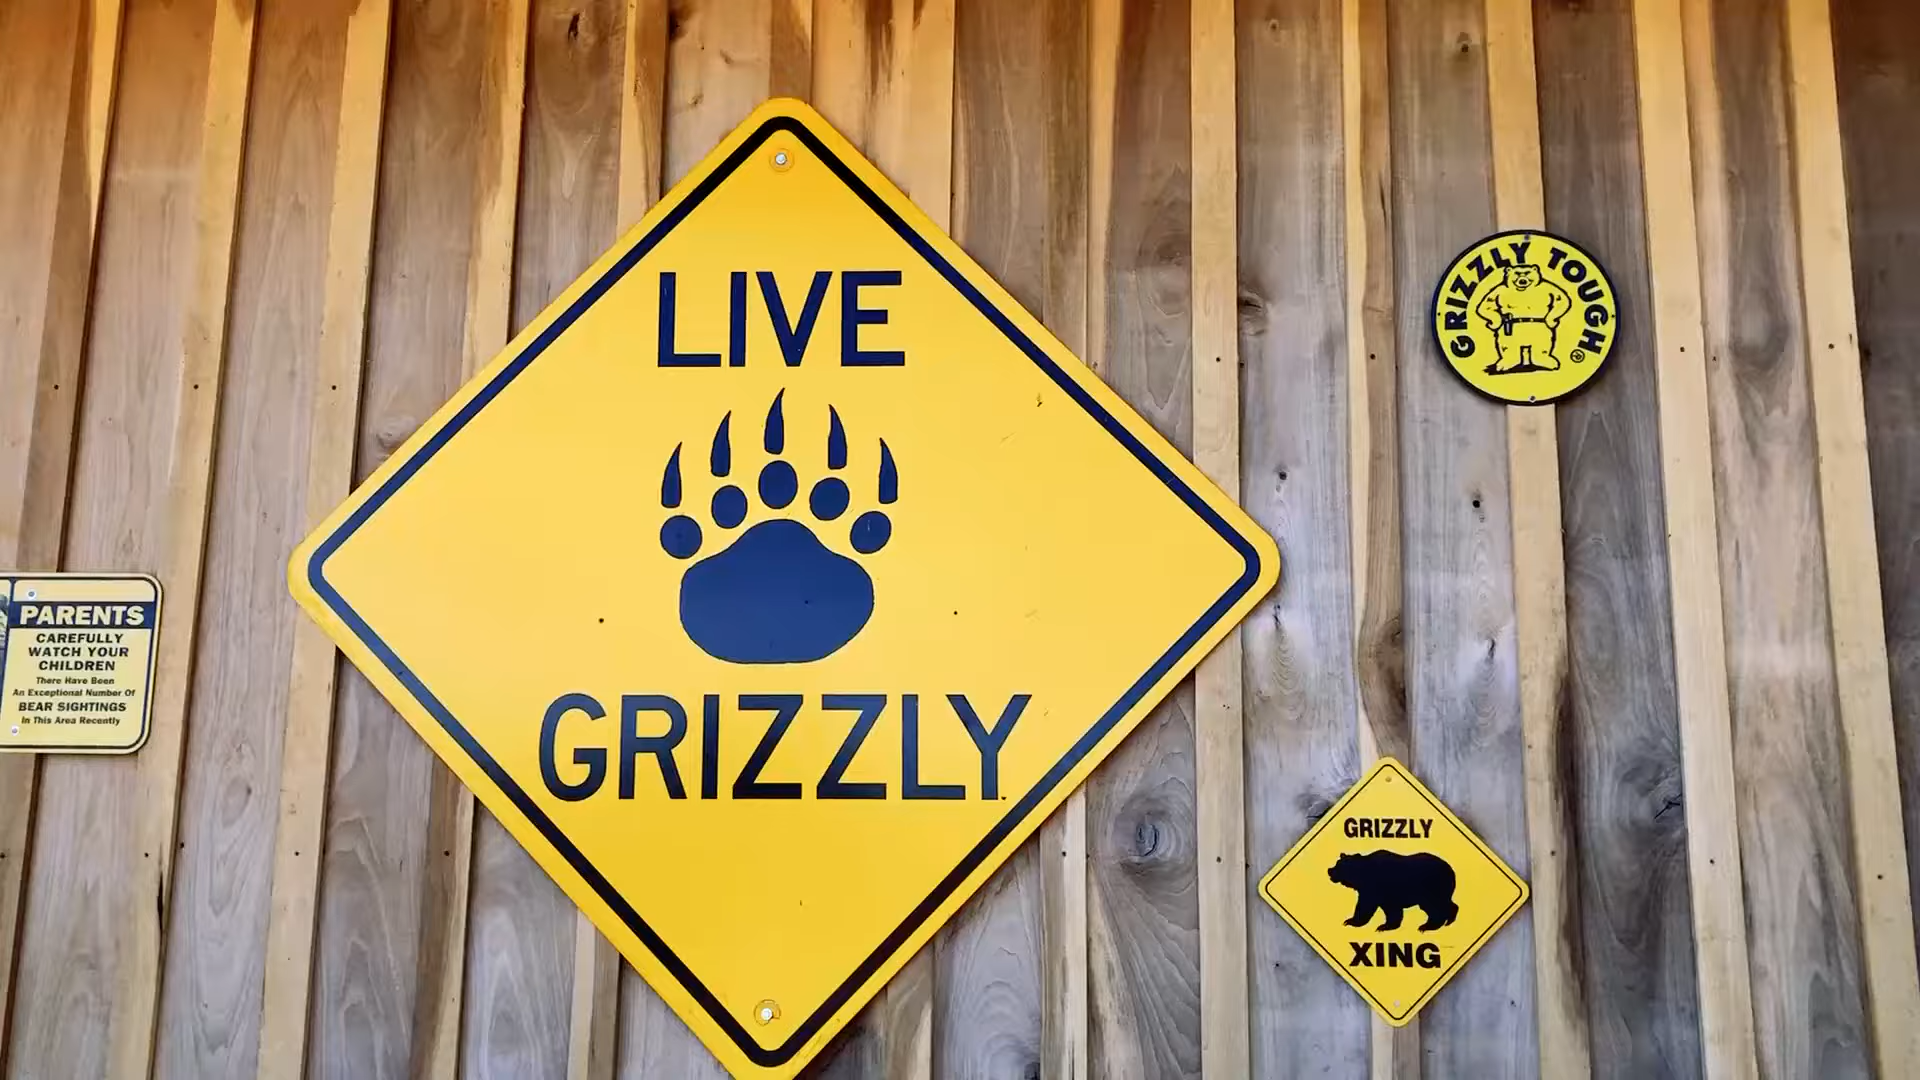 LIVE
GRIZZLY
GRIZZLY TOUGH®
PARENTS
CAREFULLY
WATCH YOUR
CHILDREN
There Have Been
An Exceptional Number Of
BEAR SIGHTINGS
In This Area Recently
GRIZZLY
XING